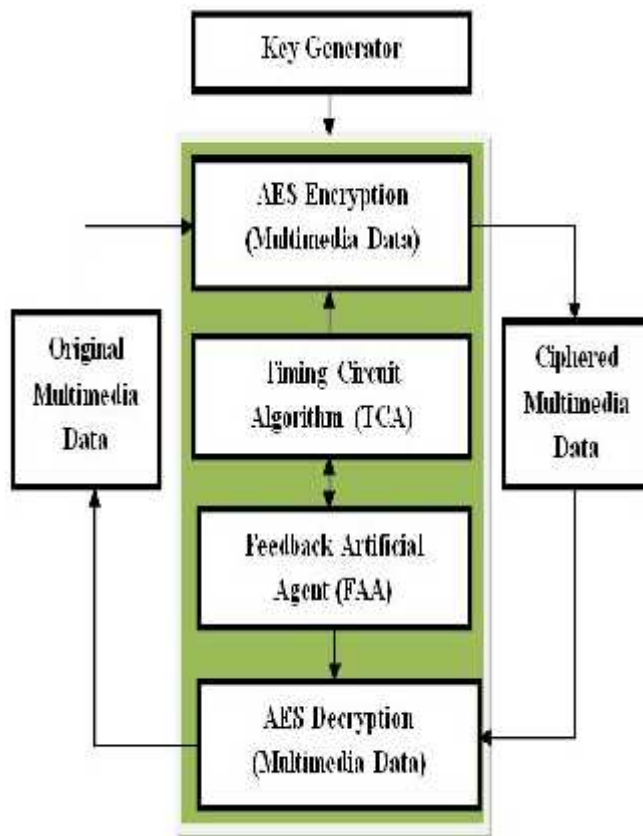 Key Generator
AES Encryption
(Multimedia Data)
Original
Multimedia
Data
Timing Circuit
Algorithm (TCA)
Ciphered
Multimedia
Data
Feedback Artificial
Agent (FAA)
AES Decryption
(Multimedia Data)